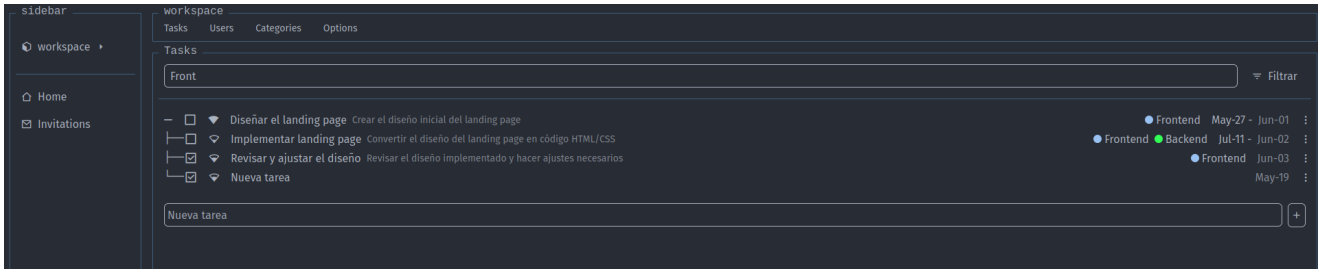 sidebar
workspace
Home
Invitations
workspace
Tasks Users Categories Options
Tasks
Front
Filtrar
Diseñar el landing page Crear el diseño inicial del landing page Frontend May-27 - Jun-01
Implementar landing page Convertir el diseño del landing page en código HTML/CSS Frontend Backend Jul-11 - Jun-02
Revisar y ajustar el diseño Revisar el diseño implementado y hacer ajustes necesarios Frontend Jun-03
Nueva tarea May-19
Nueva tarea +